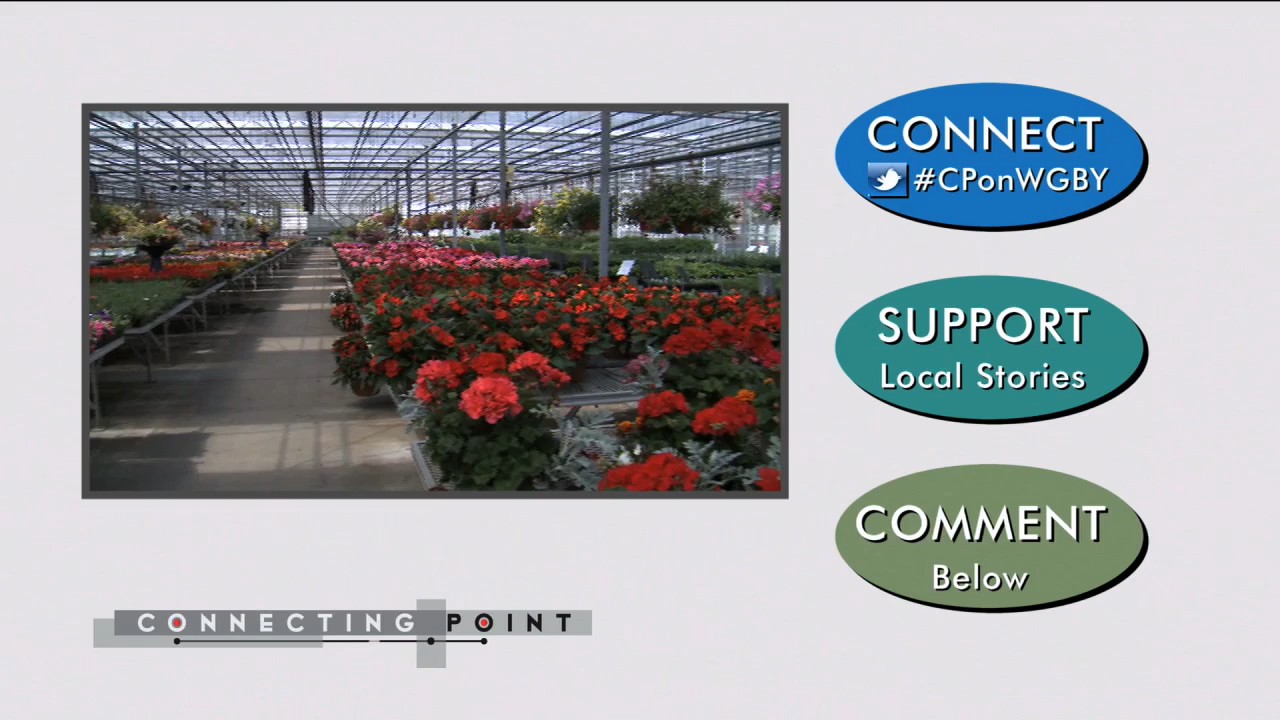 CONNECT
#CPonWGBY
SUPPORT
Local Stories
COMMENT
Below
CONNECTING POINT